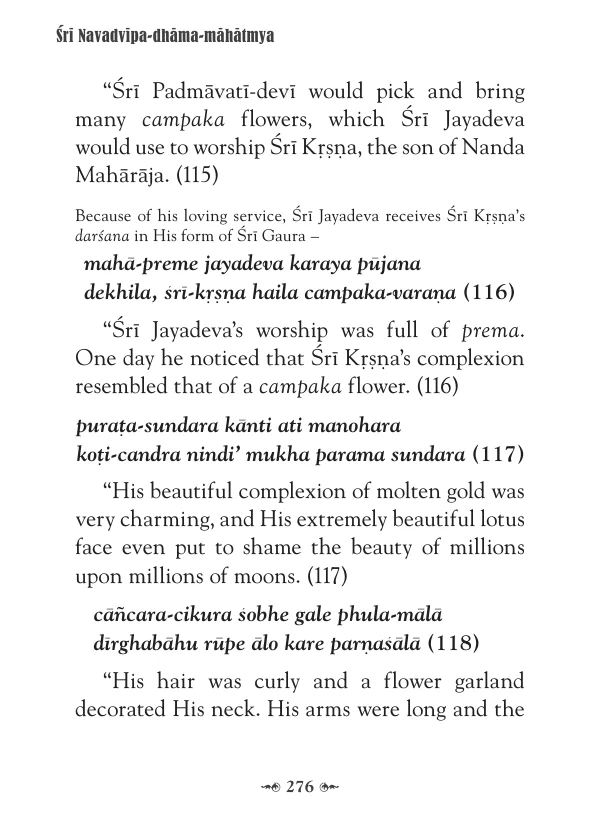 Śrī Navadvīpa-dhāma-māhātmya
“Śrī Padmāvatī-devī would pick and bring
many campaka flowers, which Śrī Jayadeva
would use to worship Śrī Kṛṣṇa, the son of Nanda
Mahārāja. (115)
Because of his loving service, Śrī Jayadeva receives Śrī Kṛṣṇa’s
darśana in His form of Śrī Gaura –
mahā-preme jayadeva karaya pūjana
dekhila, śrī-kṛṣṇa haila campaka-varaṇa (116)
“Śrī Jayadeva’s worship was full of prema.
One day he noticed that Śrī Kṛṣṇa’s complexion
resembled that of a campaka flower. (116)
puraṭa-sundara kānti ati manohara
koṭi-candra nindi’ mukha parama sundara (117)
“His beautiful complexion of molten gold was
very charming, and His extremely beautiful lotus
face even put to shame the beauty of millions
upon millions of moons. (117)
cāñcara-cikura śobhe gale phula-mālā
dīrghabāhu rūpe ālo kare parṇaśālā (118)
“His hair was curly and a flower garland
decorated His neck. His arms were long and the
276